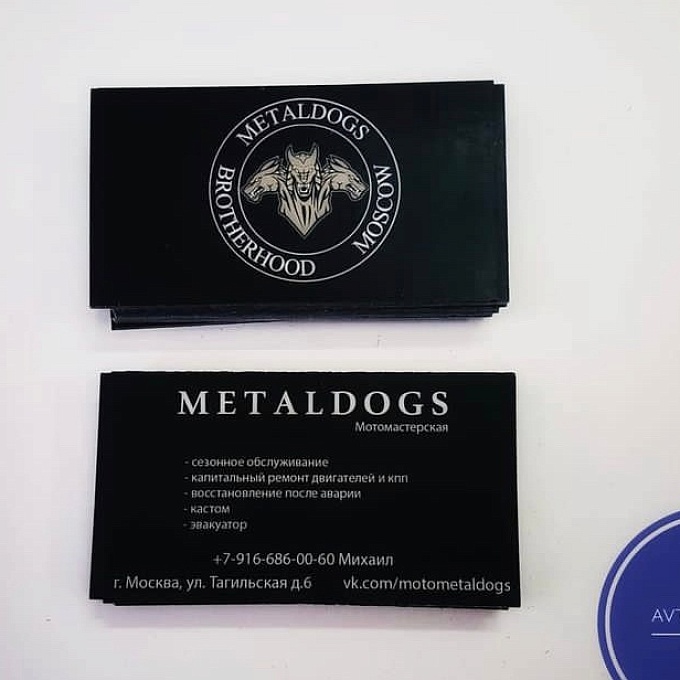 METALDOGS
BROTHERHOOD
MOSCOW
METALDOGS
Мотомастерская
- сезонное обслуживание
- капитальный ремонт двигателей и кпп
- восстановление после аварии
- кастом
- эвакуатор
+7-916-686-00-60 Михаил
г. Москва, ул. Тагильская д.6 vk.com/motometaldogs